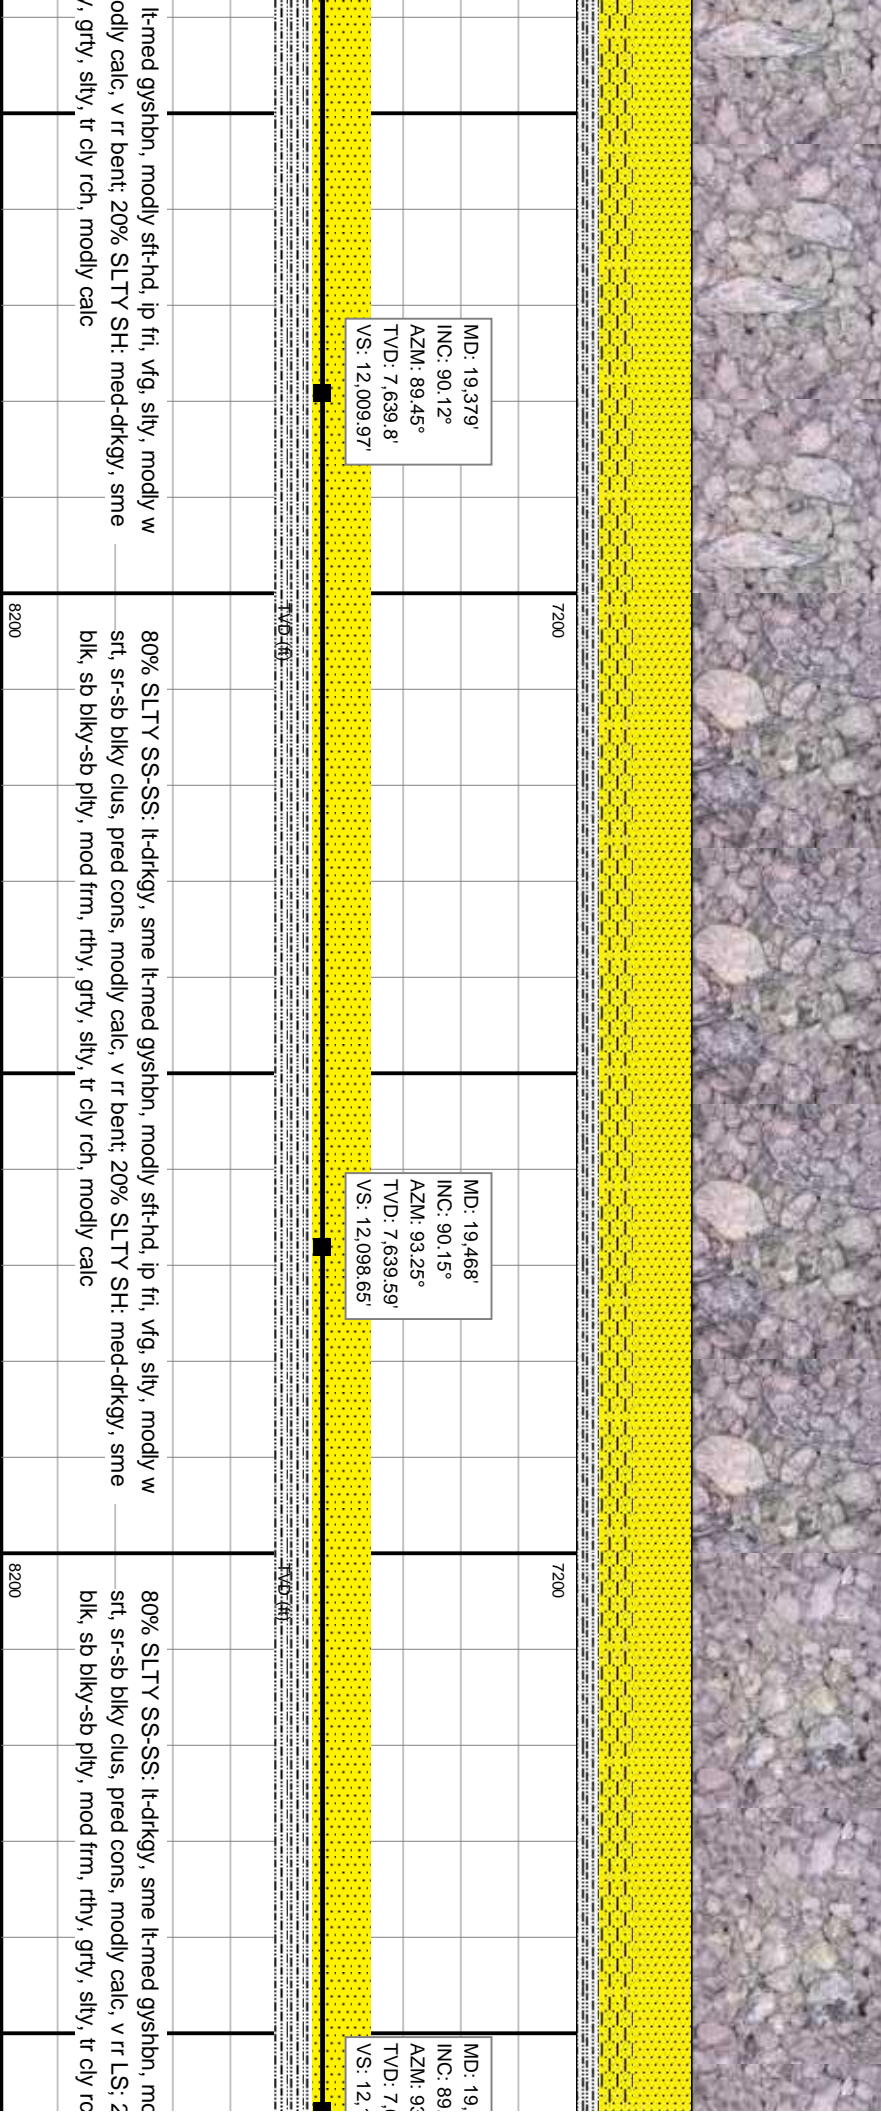 lt-med gyshbn, modly sft-hd, ip fri, vfg, slty, modly w
odly calc, v rr bent; 20% SLTY SH: med-drkgy, sme
, grty, slty, tr cly rch, modly calc
MD: 19,379'
INC: 90.12°
AZM: 89.45°
TVD: 7,639.8'
VS: 12,009.97'
7200
TVD (ft)
8200
80% SLTY SS-SS: lt-drkgy, sme lt-med gyshbn, modly sft-hd, ip fri, vfg, slty, modly w
srt, sr-sb blky clus, pred cons, modly calc, v rr bent; 20% SLTY SH: med-drkgy, sme
blk, sb blky-sb plty, mod frm, rthy, grty, slty, tr cly rch, modly calc
MD: 19,468'
INC: 90.15°
AZM: 93.25°
TVD: 7,639.59'
VS: 12,098.65'
7200
TVD (ft)
8200
80% SLTY SS-SS: lt-drkgy, sme lt-med gyshbn, mo
srt, sr-sb blky clus, pred cons, modly calc, v rr LS; 2
blk, sb blky-sb plty, mod frm, rthy, grty, slty, tr cly rc
MD: 19,
INC: 89.
AZM: 93
TVD: 7,6
VS: 12,